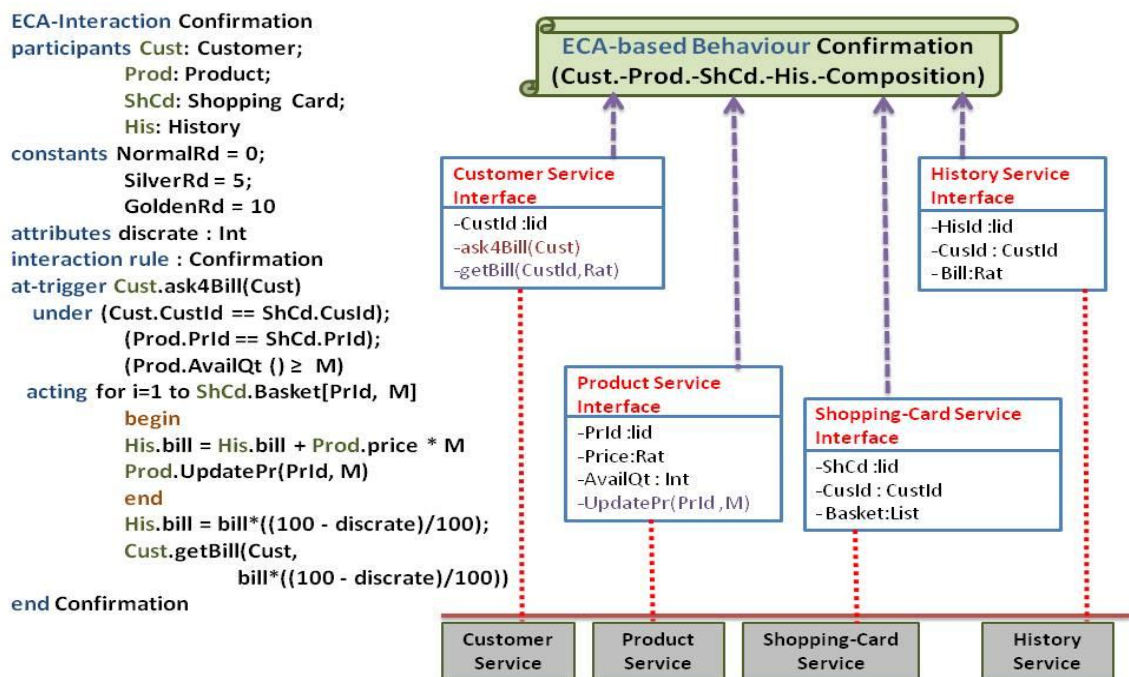 ECA-Interaction Confirmation
participants Cust: Customer;
Prod: Product;
ShCd: Shopping Card;
His: History
constants NormalRd = 0;
SilverRd = 5;
GoldenRd = 10
attributes discrate : Int
interaction rule : Confirmation
at-trigger Cust.ask4Bill(Cust)
under (Cust.CustId == ShCd.CusId);
(Prod.PrId == ShCd.PrId);
(Prod.AvailQt () ≥ M)
acting for i=1 to ShCd.Basket[PrId, M]
begin
His.bill = His.bill + Prod.price * M
Prod.UpdatePr(PrId, M)
end
His.bill = bill*((100 - discrate)/100);
Cust.getBill(Cust,
bill*((100 - discrate)/100))
end Confirmation
ECA-based Behaviour Confirmation
(Cust.-Prod.-ShCd.-His.-Composition)
Customer Service
Interface
-CustId :Iid
-ask4Bill(Cust)
-getBill(CustId,Rat)
History Service
Interface
-HisId :Iid
-CusId : CustId
- Bill:Rat
Product Service
Interface
-PrId :Iid
-Price:Rat
-AvailQt : Int
-UpdatePr(PrId ,M)
Shopping-Card Service
Interface
-ShCd :Iid
-CusId : CustId
- Basket:List
Customer
Service
Product
Service
Shopping-Card
Service
History
Service